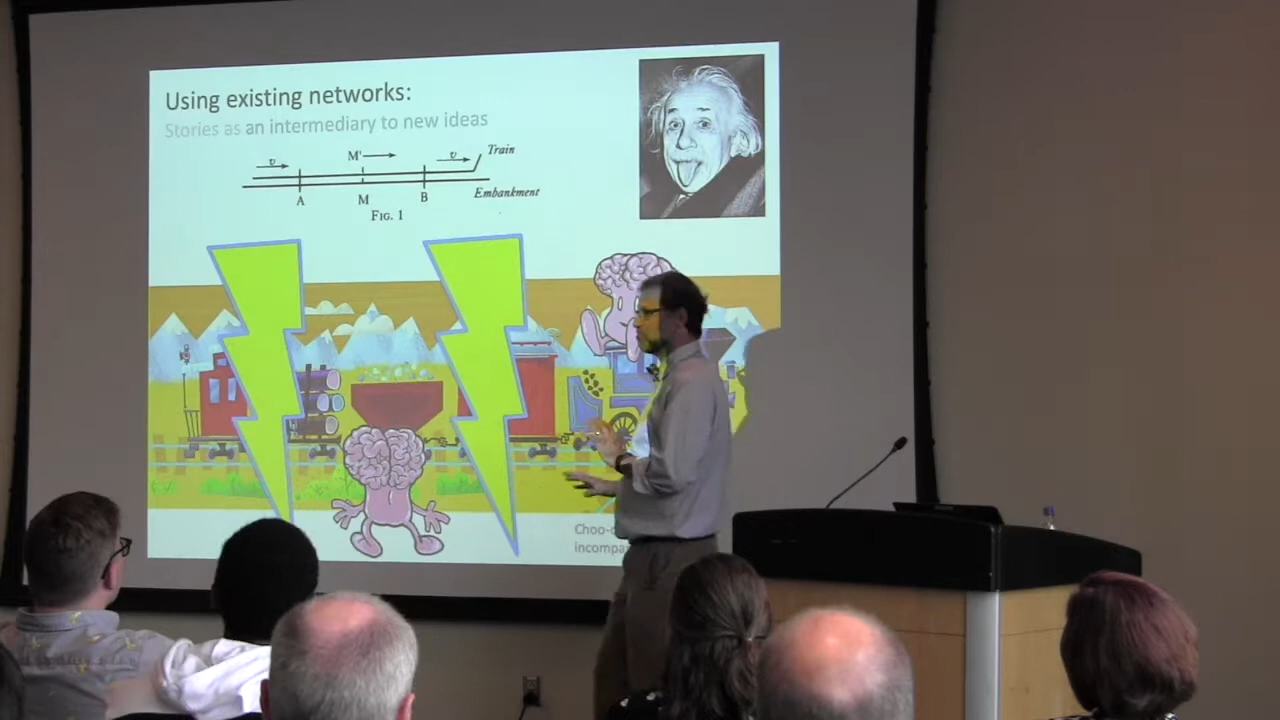 Using existing networks:
Stories as an intermediary to new ideas
v M' v Train
A M B Embankment
FIG. 1